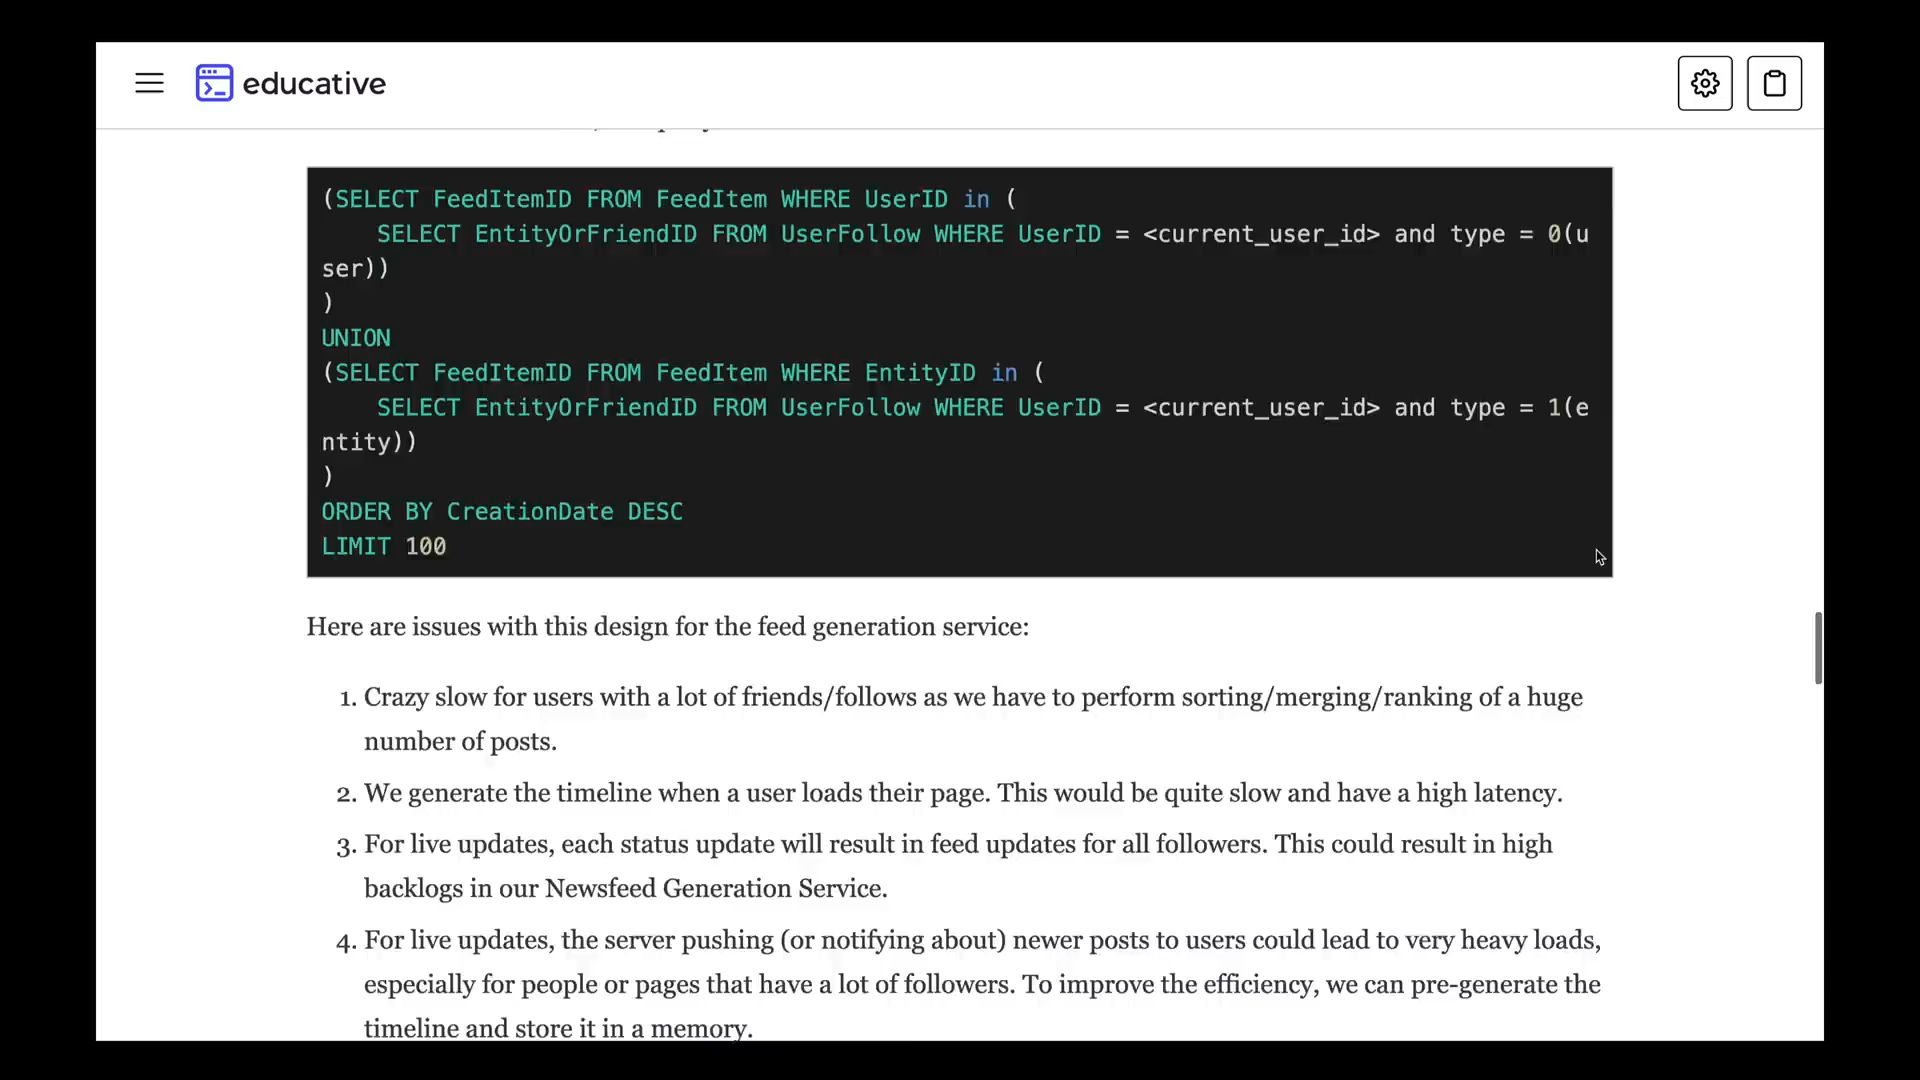 educative
(SELECT FeedItemID FROM FeedItem WHERE UserID in (
    SELECT EntityOrFriendID FROM UserFollow WHERE UserID = <current_user_id> and type = 0(u
ser))
)
UNION
(SELECT FeedItemID FROM FeedItem WHERE EntityID in (
    SELECT EntityOrFriendID FROM UserFollow WHERE UserID = <current_user_id> and type = 1(e
ntity))
)
ORDER BY CreationDate DESC
LIMIT 100
Here are issues with this design for the feed generation service:
1. Crazy slow for users with a lot of friends/follows as we have to perform sorting/merging/ranking of a huge
number of posts.
2. We generate the timeline when a user loads their page. This would be quite slow and have a high latency.
3. For live updates, each status update will result in feed updates for all followers. This could result in high
backlogs in our Newsfeed Generation Service.
4. For live updates, the server pushing (or notifying about) newer posts to users could lead to very heavy loads,
especially for people or pages that have a lot of followers. To improve the efficiency, we can pre-generate the
timeline and store it in a memory.